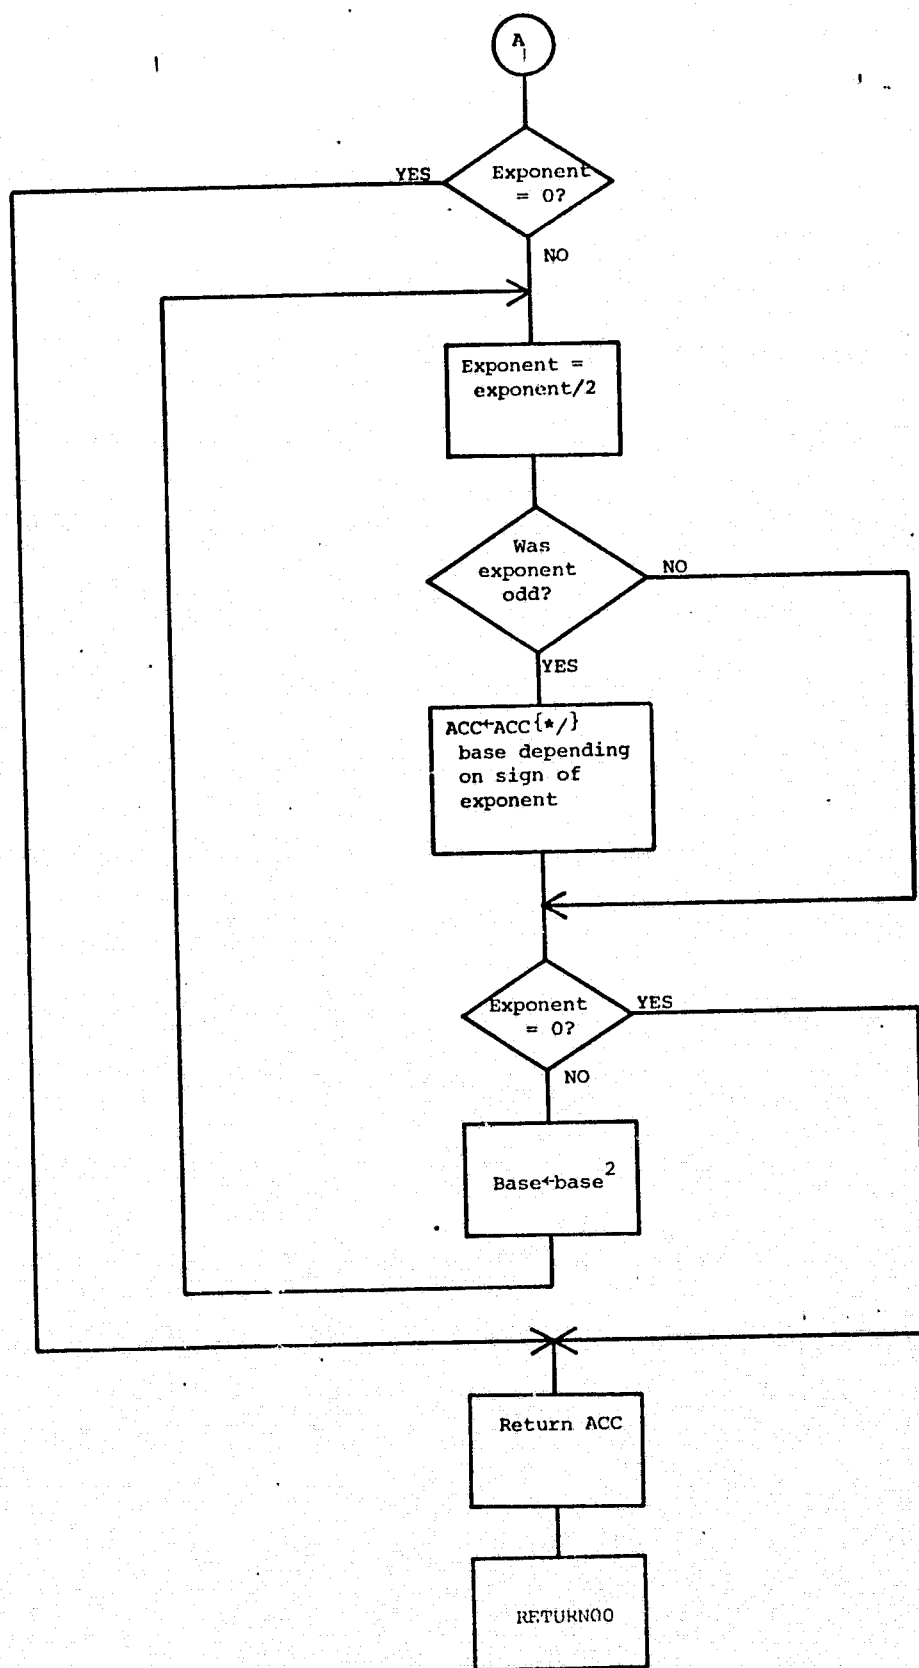 A
YES
Exponent
= 0?
NO
Exponent =
exponent/2
Was
exponent
odd?
NO
YES
ACC←ACC{*/}
base depending
on sign of
exponent
Exponent
= 0?
YES
NO
Base←base²
Return ACC
RETURN00